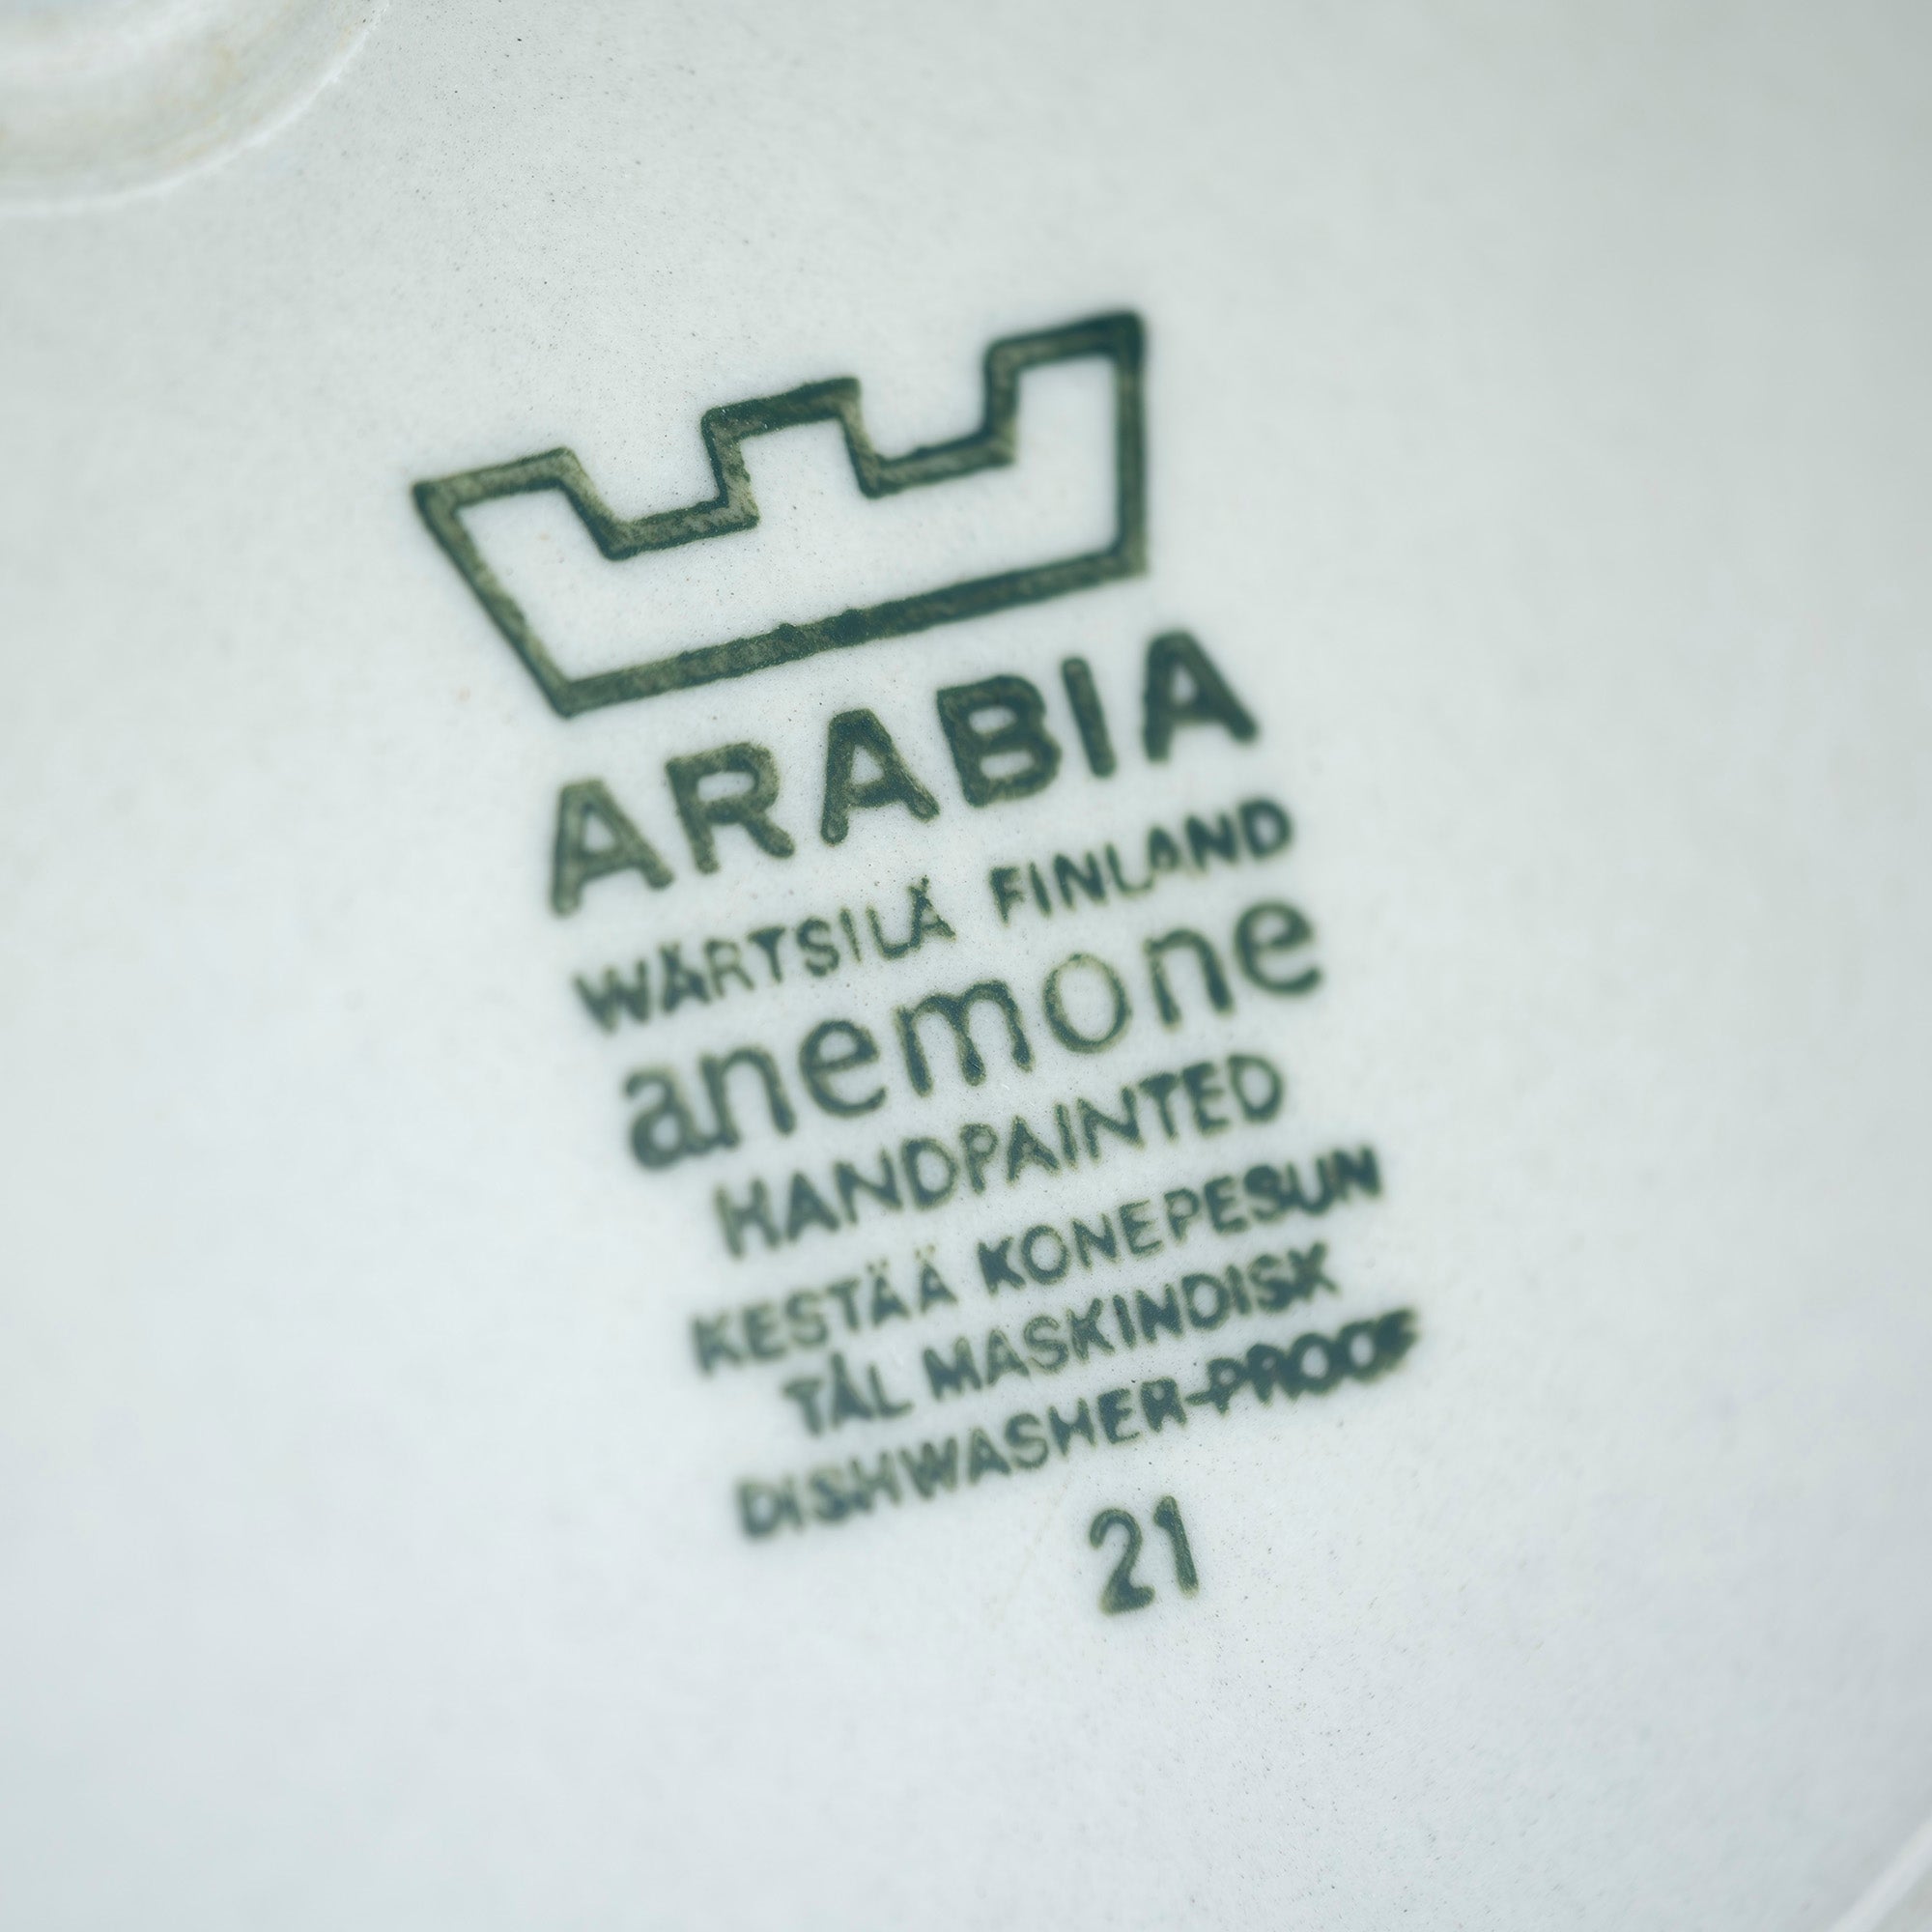 ARABIA
WÄRTSILÄ FINLAND
anemone
HANDPAINTED
KESTÄÄ KONEPESUN
TÅL MASKINDISK
DISHWASHER-PROOF
21